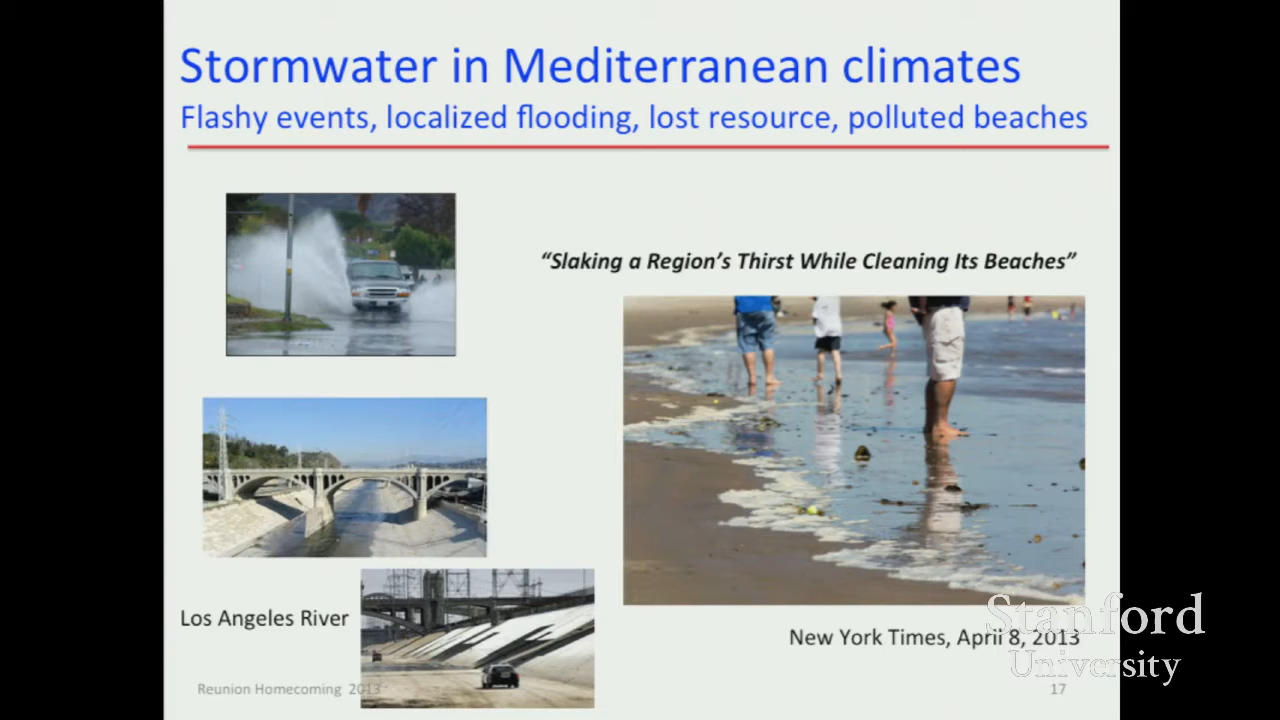 Stormwater in Mediterranean climates
Flashy events, localized flooding, lost resource, polluted beaches
“Slaking a Region’s Thirst While Cleaning Its Beaches”
Los Angeles River
New York Times, April 8, 2013
Reunion Homecoming 2013
17
Stanford
University